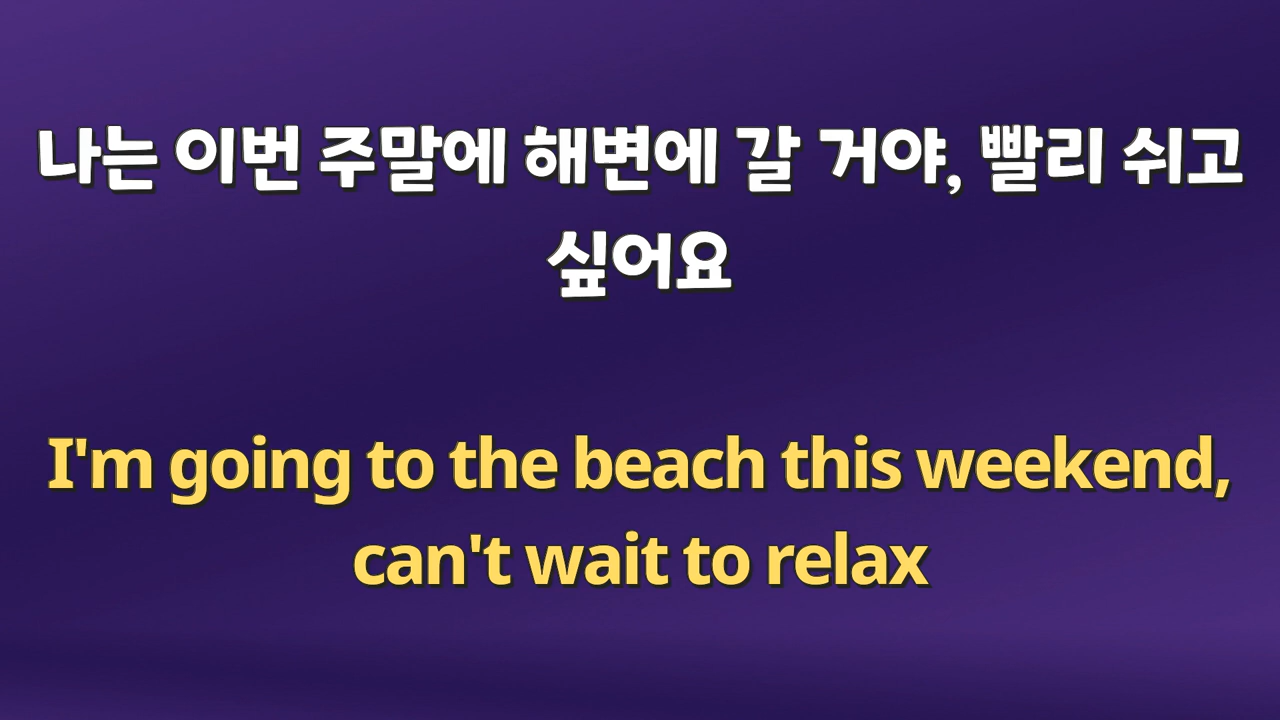 나는 이번 주말에 해변에 갈 거야, 빨리 쉬고
싶어요
I'm going to the beach this weekend,
can't wait to relax